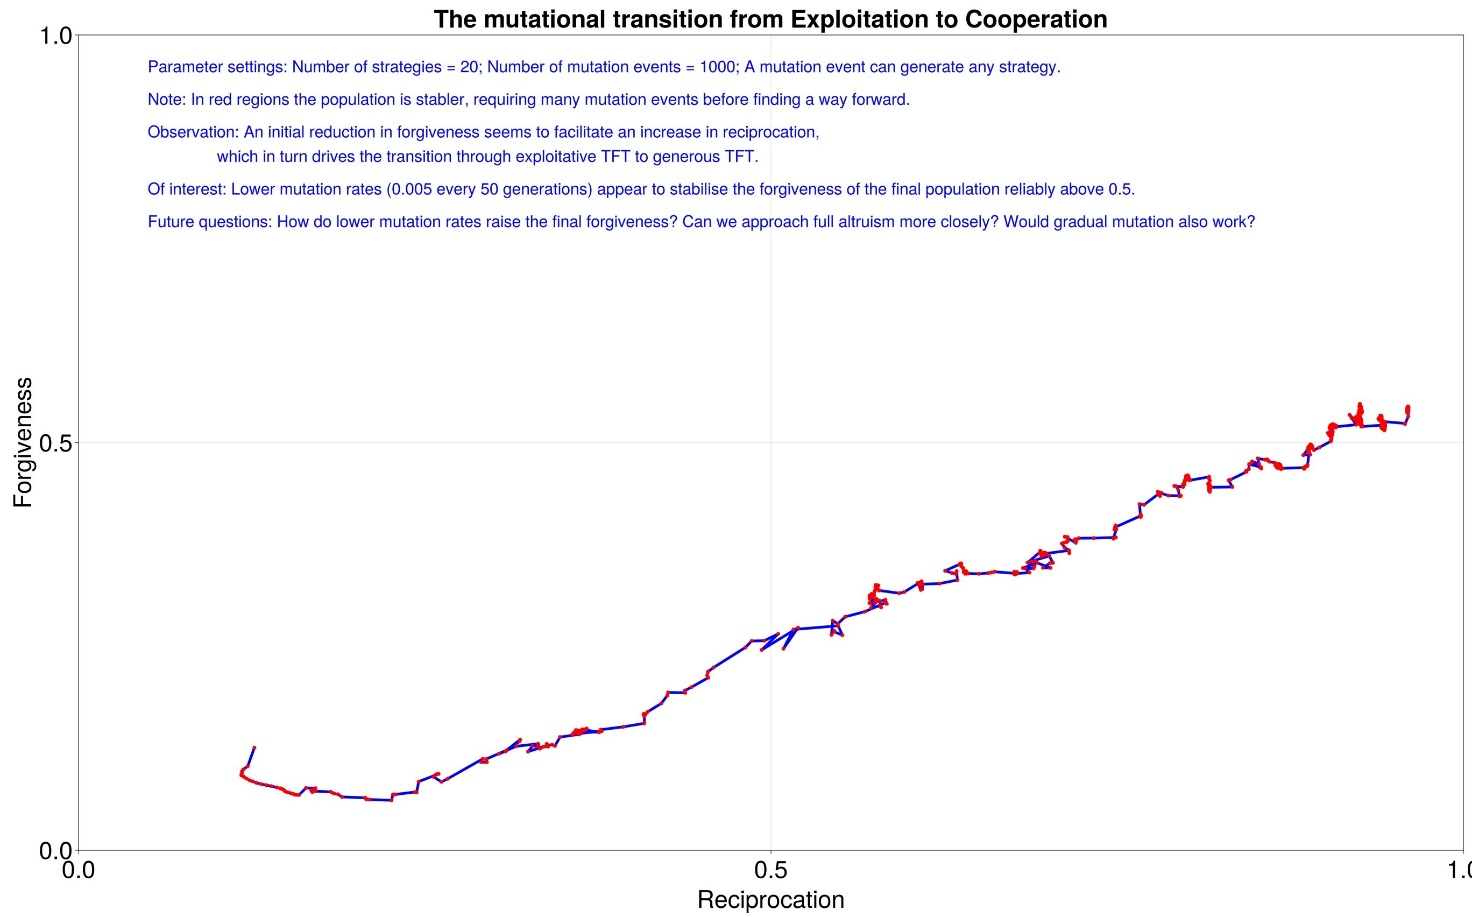 The mutational transition from Exploitation to Cooperation
1.0
Parameter settings: Number of strategies = 20; Number of mutation events = 1000; A mutation event can generate any strategy.
Note: In red regions the population is stabler, requiring many mutation events before finding a way forward.
Observation: An initial reduction in forgiveness seems to facilitate an increase in reciprocation,
which in turn drives the transition through exploitative TFT to generous TFT.
Of interest: Lower mutation rates (0.005 every 50 generations) appear to stabilise the forgiveness of the final population reliably above 0.5.
Future questions: How do lower mutation rates raise the final forgiveness? Can we approach full altruism more closely? Would gradual mutation also work?
Forgiveness
0.5
0.0
0.0
0.5
1.0
Reciprocation